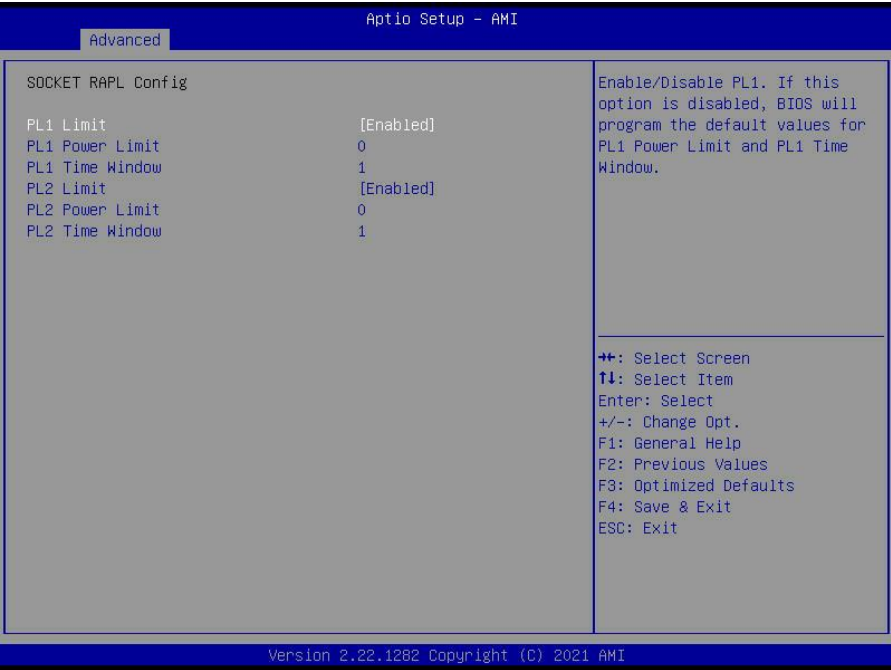 Aptio Setup – AMI
Advanced
SOCKET RAPL Config
PL1 Limit [Enabled]
PL1 Power Limit 0
PL1 Time Window 1
PL2 Limit [Enabled]
PL2 Power Limit 0
PL2 Time Window 1
Enable/Disable PL1. If this
option is disabled, BIOS will
program the default values for
PL1 Power Limit and PL1 Time
Window.
→←: Select Screen
↑↓: Select Item
Enter: Select
+/-: Change Opt.
F1: General Help
F2: Previous Values
F3: Optimized Defaults
F4: Save & Exit
ESC: Exit
Version 2.22.1282 Copyright (C) 2021 AMI